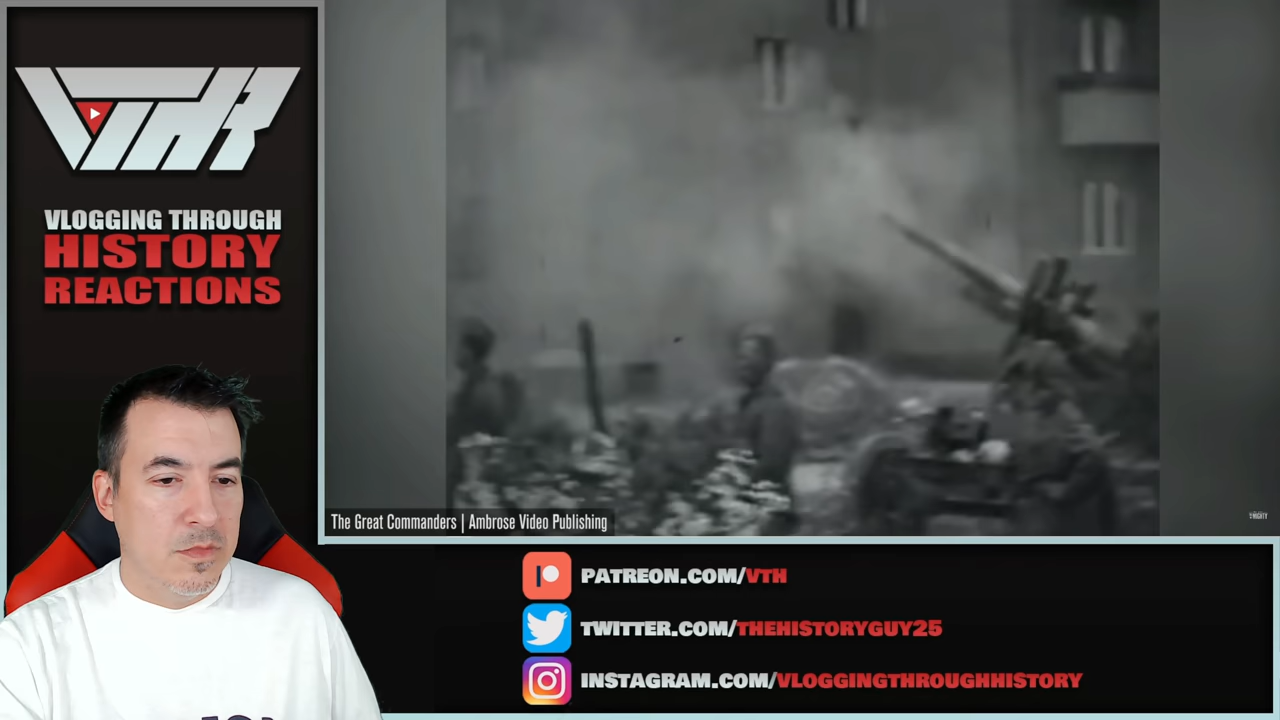 VTHR
VLOGGING THROUGH
HISTORY
REACTIONS
The Great Commanders | Ambrose Video Publishing
PATREON.COM/VTH
TWITTER.COM/THEHISTORYGUY25
INSTAGRAM.COM/VLOGGINGTHROUGHHISTORY